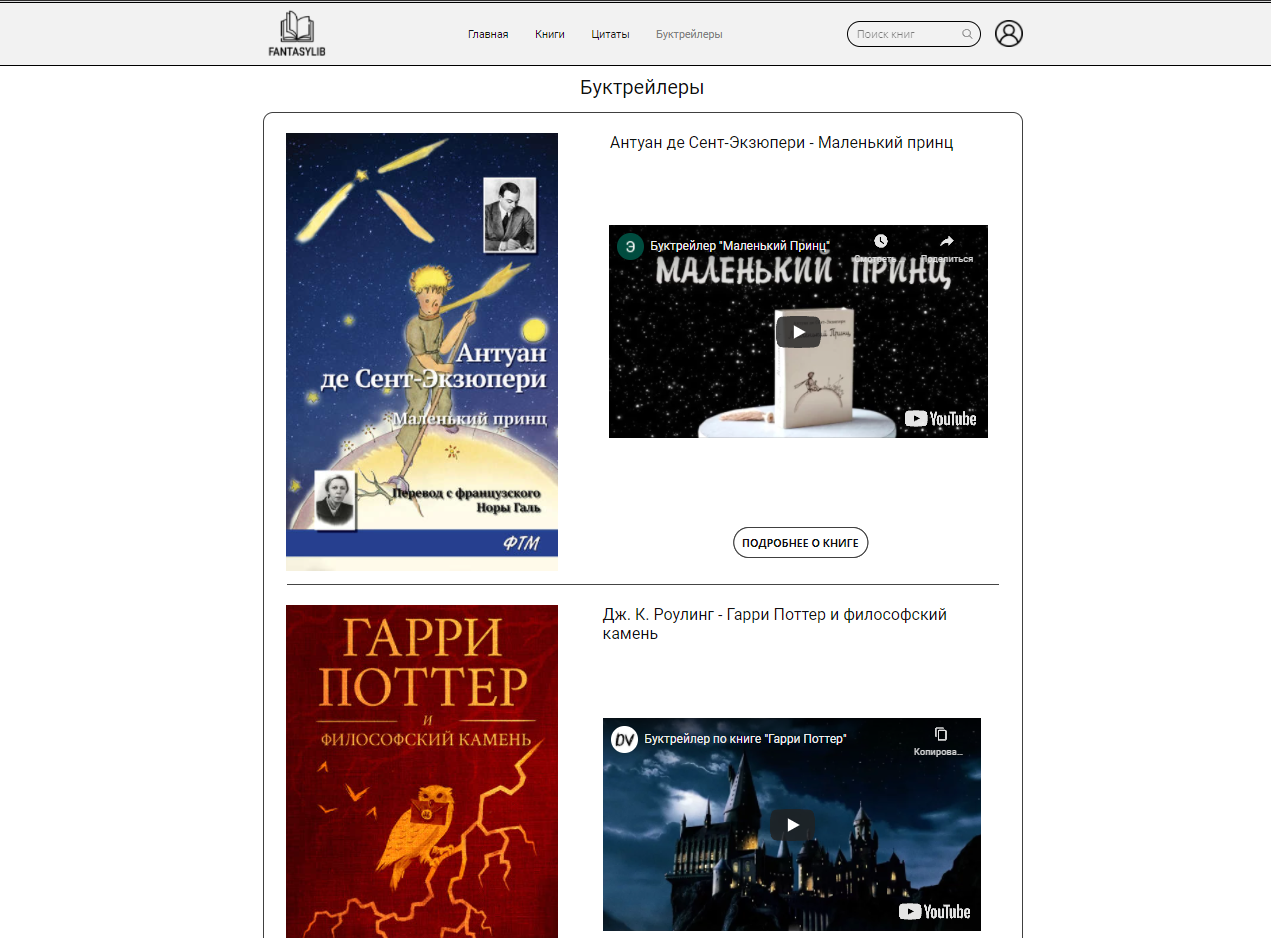 FANTASYLIB
Главная
Книги
Цитаты
Буктрейлеры
Поиск книг
Буктрейлеры
Антуан
де Сент-Экзюпери
Маленький принц
Перевод с французского
Норы Галь
ФТМ
Антуан де Сент-Экзюпери - Маленький принц
Э
Буктрейлер "Маленький Принц"
Смотреть...
Поделиться
МАЛЕНЬКИЙ ПРИНЦ
Принц
YouTube
ПОДРОБНЕЕ О КНИГЕ
ГАРРИ
ПОТТЕР
И
ФИЛОСОФСКИЙ КАМЕНЬ
Дж. К. Роулинг - Гарри Поттер и философский
камень
DV
Буктрейлер по книге "Гарри Поттер"
Копирова...
YouTube